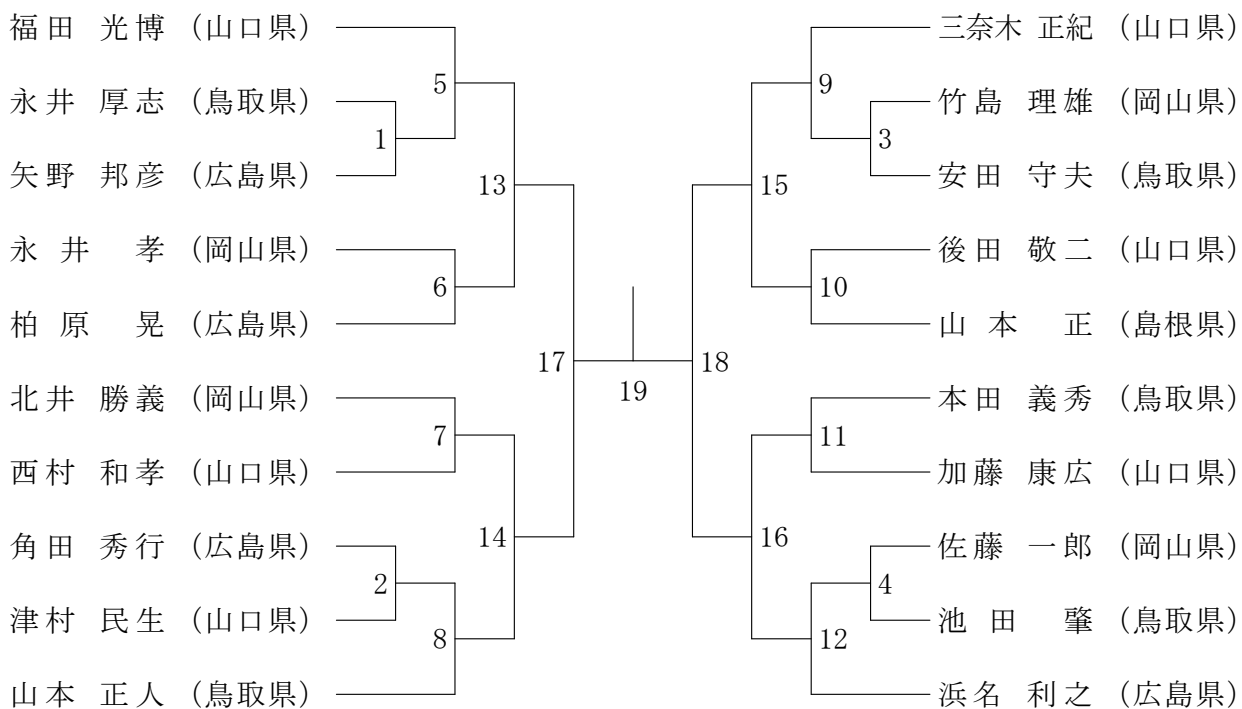 福田 光博 (山口県)
永井 厚志 (鳥取県)
矢野 邦彦 (広島県)
永井 孝 (岡山県)
柏原 晃 (広島県)
北井 勝義 (岡山県)
西村 和孝 (山口県)
角田 秀行 (広島県)
津村 民生 (山口県)
山本 正人 (鳥取県)
1
2
5
6
7
8
13
14
17
19
18
15
16
9
10
11
12
3
4
三奈木 正紀 (山口県)
竹島 理雄 (岡山県)
安田 守夫 (鳥取県)
後田 敬二 (山口県)
山本 正 (島根県)
本田 義秀 (鳥取県)
加藤 康広 (山口県)
佐藤 一郎 (岡山県)
池田 肇 (鳥取県)
浜名 利之 (広島県)